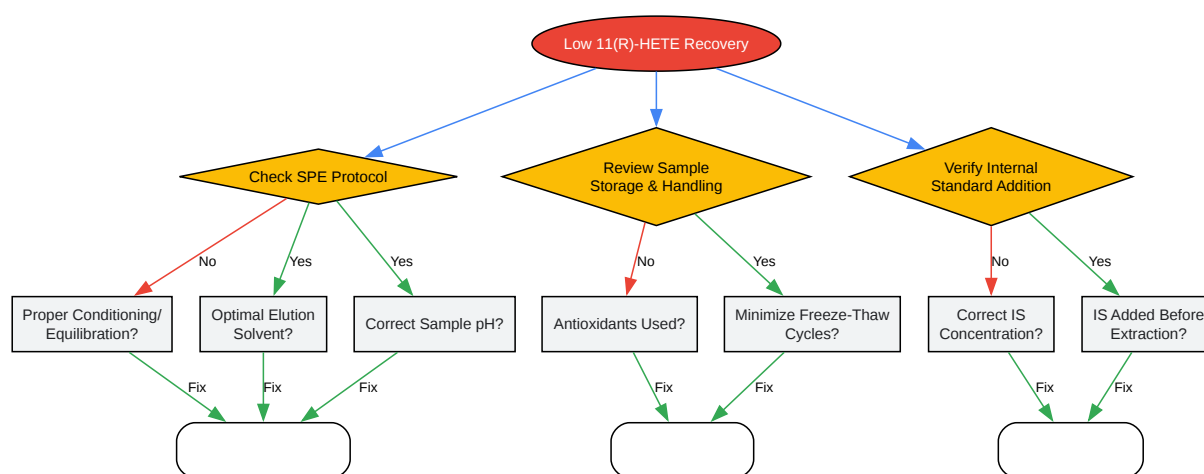 Low 11(R)-HETE Recovery
Check SPE Protocol
Review Sample
Storage & Handling
Verify Internal
Standard Addition
No
Yes
Yes
No
Yes
No
Yes
Proper Conditioning/
Equilibration?
Optimal Elution
Solvent?
Correct Sample pH?
Antioxidants Used?
Minimize Freeze-Thaw
Cycles?
Correct IS
Concentration?
IS Added Before
Extraction?
Fix
Fix
Fix
Fix
Fix
Fix
Fix